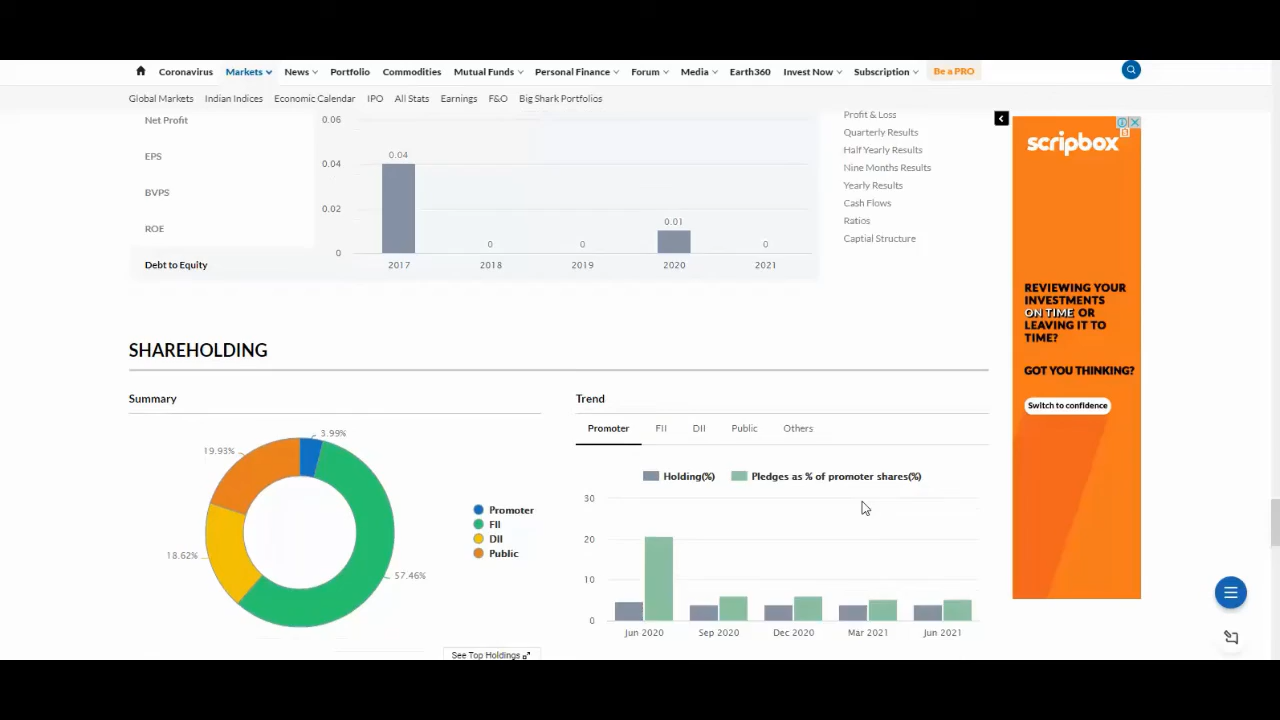 Coronavirus Markets News Portfolio Commodities Mutual Funds Personal Finance Forum Media Earth360 Invest Now Subscription Be a PRO
Global Markets Indian Indices Economic Calendar IPO All Stats Earnings F&O Big Shark Portfolios
Net Profit
EPS
BVPS
ROE
Debt to Equity
0.06
0.04
0.02
0
0.04
0
0
0.01
0
2017 2018 2019 2020 2021
Profit & Loss
Quarterly Results
Half Yearly Results
Nine Months Results
Yearly Results
Cash Flows
Ratios
Captial Structure
scripbox
REVIEWING YOUR
INVESTMENTS
ON TIME OR
LEAVING IT TO
TIME?
GOT YOU THINKING?
Switch to confidence
SHAREHOLDING
Summary
3.99%
19.93%
18.62%
57.46%
Promoter
FII
DII
Public
See Top Holdings
Trend
Promoter FII DII Public Others
Holding(%) Pledges as % of promoter shares(%)
30
20
10
0
Jun 2020 Sep 2020 Dec 2020 Mar 2021 Jun 2021